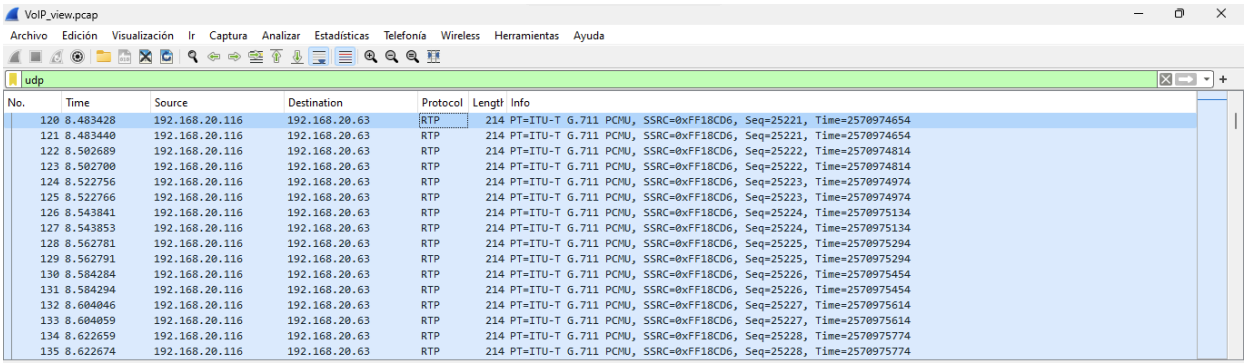 VoIP_view.pcap
Archivo Edición Visualización Ir Captura Analizar Estadísticas Telefonía Wireless Herramientas Ayuda
udp
No. Time Source Destination Protocol Length Info
120 8.483428 192.168.20.116 192.168.20.63 RTP 214 PT=ITU-T G.711 PCMU, SSRC=0xFF18CD6, Seq=25221, Time=2570974654
121 8.483440 192.168.20.116 192.168.20.63 RTP 214 PT=ITU-T G.711 PCMU, SSRC=0xFF18CD6, Seq=25221, Time=2570974654
122 8.502689 192.168.20.116 192.168.20.63 RTP 214 PT=ITU-T G.711 PCMU, SSRC=0xFF18CD6, Seq=25222, Time=2570974814
123 8.502700 192.168.20.116 192.168.20.63 RTP 214 PT=ITU-T G.711 PCMU, SSRC=0xFF18CD6, Seq=25222, Time=2570974814
124 8.522756 192.168.20.116 192.168.20.63 RTP 214 PT=ITU-T G.711 PCMU, SSRC=0xFF18CD6, Seq=25223, Time=2570974974
125 8.522766 192.168.20.116 192.168.20.63 RTP 214 PT=ITU-T G.711 PCMU, SSRC=0xFF18CD6, Seq=25223, Time=2570974974
126 8.543841 192.168.20.116 192.168.20.63 RTP 214 PT=ITU-T G.711 PCMU, SSRC=0xFF18CD6, Seq=25224, Time=2570975134
127 8.543853 192.168.20.116 192.168.20.63 RTP 214 PT=ITU-T G.711 PCMU, SSRC=0xFF18CD6, Seq=25224, Time=2570975134
128 8.562781 192.168.20.116 192.168.20.63 RTP 214 PT=ITU-T G.711 PCMU, SSRC=0xFF18CD6, Seq=25225, Time=2570975294
129 8.562791 192.168.20.116 192.168.20.63 RTP 214 PT=ITU-T G.711 PCMU, SSRC=0xFF18CD6, Seq=25225, Time=2570975294
130 8.584284 192.168.20.116 192.168.20.63 RTP 214 PT=ITU-T G.711 PCMU, SSRC=0xFF18CD6, Seq=25226, Time=2570975454
131 8.584294 192.168.20.116 192.168.20.63 RTP 214 PT=ITU-T G.711 PCMU, SSRC=0xFF18CD6, Seq=25226, Time=2570975454
132 8.604046 192.168.20.116 192.168.20.63 RTP 214 PT=ITU-T G.711 PCMU, SSRC=0xFF18CD6, Seq=25227, Time=2570975614
133 8.604059 192.168.20.116 192.168.20.63 RTP 214 PT=ITU-T G.711 PCMU, SSRC=0xFF18CD6, Seq=25227, Time=2570975614
134 8.622659 192.168.20.116 192.168.20.63 RTP 214 PT=ITU-T G.711 PCMU, SSRC=0xFF18CD6, Seq=25228, Time=2570975774
135 8.622674 192.168.20.116 192.168.20.63 RTP 214 PT=ITU-T G.711 PCMU, SSRC=0xFF18CD6, Seq=25228, Time=2570975774